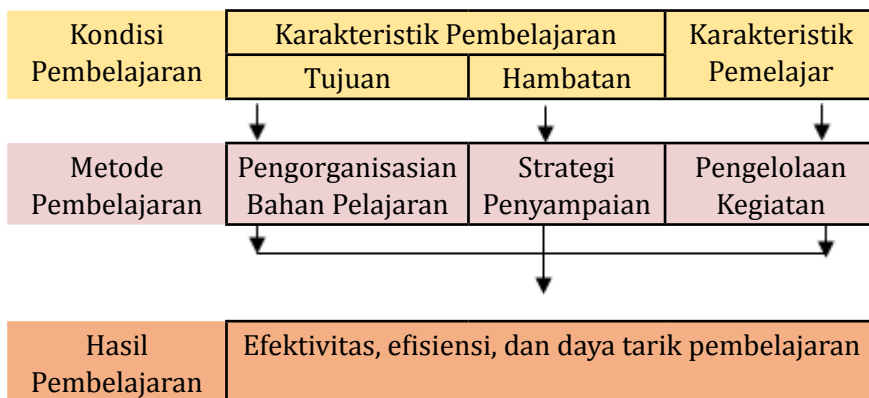 Kondisi
Pembelajaran
Karakteristik Pembelajaran
Tujuan
Hambatan
Karakteristik
Pemelajar
Metode
Pembelajaran
Pengorganisasian
Bahan Pelajaran
Strategi
Penyampaian
Pengelolaan
Kegiatan
Hasil
Pembelajaran
Efektivitas, efisiensi, dan daya tarik pembelajaran